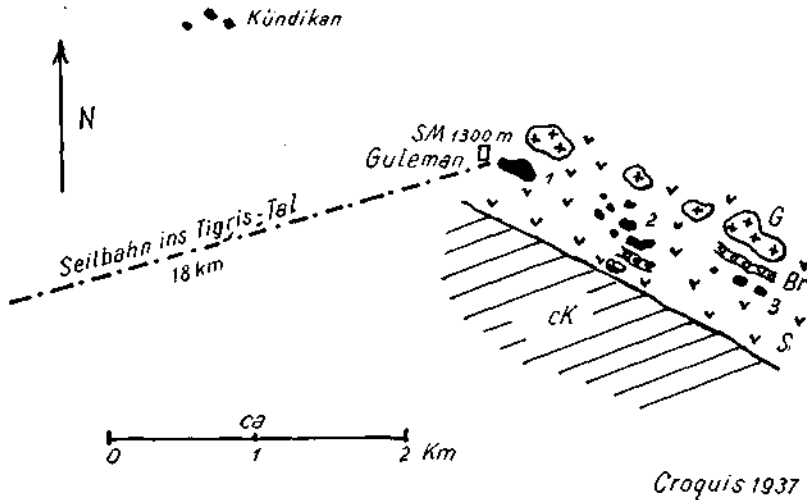 Kündikan
N
SM 1300 m
Guleman
1
Seilbahn ins Tigris-Tal
18 km
2
G
Br
3
cK
S
ca
0 1 2 Km
Croquis 1937